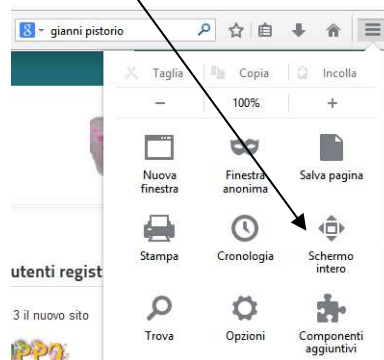 gianni pistorio
Taglia Copia Incolla
100%
Nuova finestra
Finestra anonima
Salva pagina
Stampa
Cronologia
Schermo intero
utenti regist
3 il nuovo sito
Trova
Opzioni
Componenti aggiuntivi